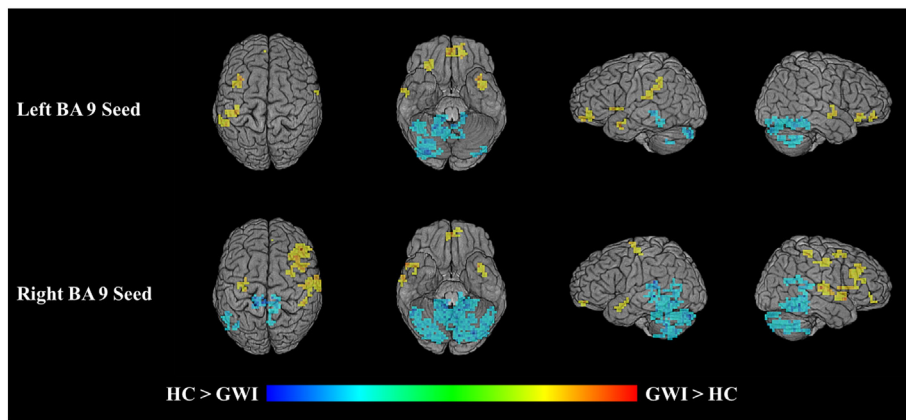 Left BA 9 Seed
Right BA 9 Seed
HC > GWI
GWI > HC